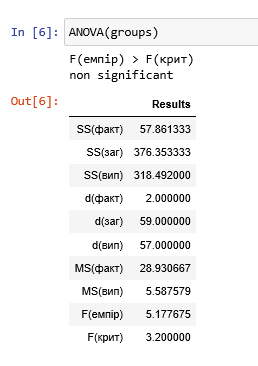 In [6]: ANOVA(groups)
F(емпір) > F(крит)
non significant
Out[6]:
Results
SS(факт) 57.861333
SS(заг) 376.353333
SS(вип) 318.492000
d(факт) 2.000000
d(заг) 59.000000
d(вип) 57.000000
MS(факт) 28.930667
MS(вип) 5.587579
F(емпір) 5.177675
F(крит) 3.200000